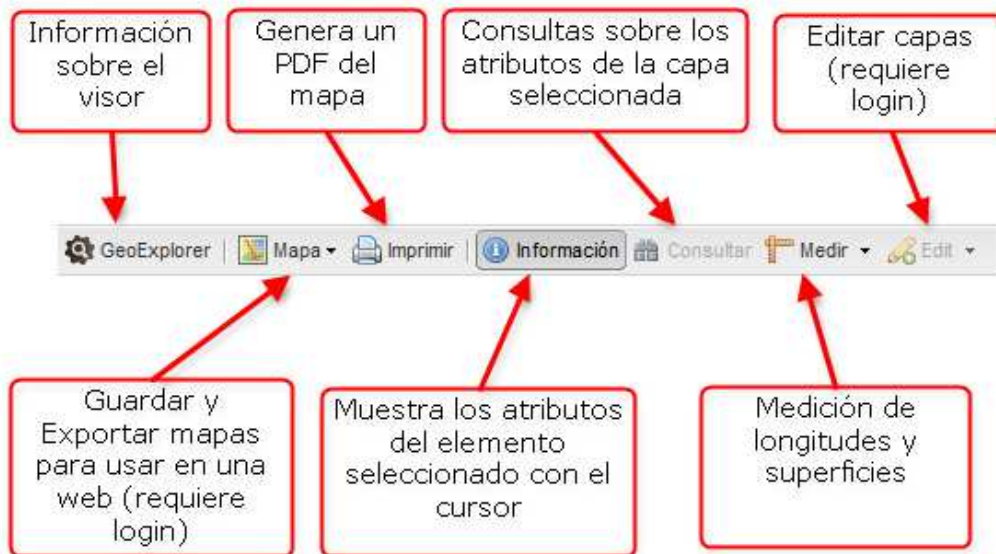 Información
sobre el
visor
Genera un
PDF del
mapa
Consultas sobre los
atributos de la capa
seleccionada
Editar capas
(requiere
login)
GeoExplorer | Mapa Imprimir | Información Consultar Medir Edit
Guardar y
Exportar mapas
para usar en una
web (requiere
login)
Muestra los atributos
del elemento
seleccionado con el
cursor
Medición de
longitudes y
superficies